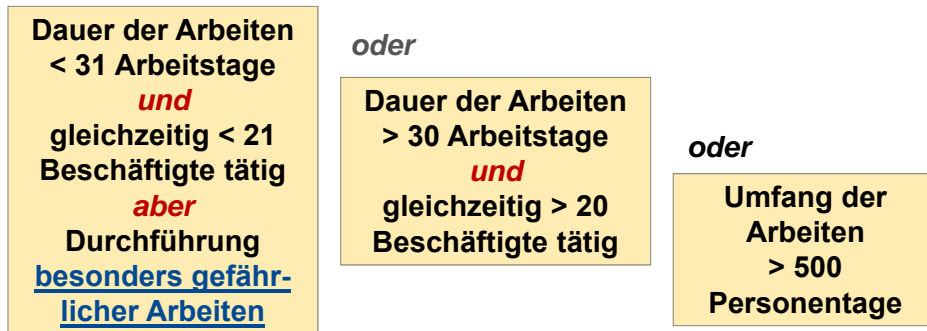 Dauer der Arbeiten
< 31 Arbeitstage
und
gleichzeitig < 21
Beschäftigte tätig
aber
Durchführung
besonders gefähr-
licher Arbeiten
oder
Dauer der Arbeiten
> 30 Arbeitstage
und
gleichzeitig > 20
Beschäftigte tätig
oder
Umfang der
Arbeiten
> 500
Personentage